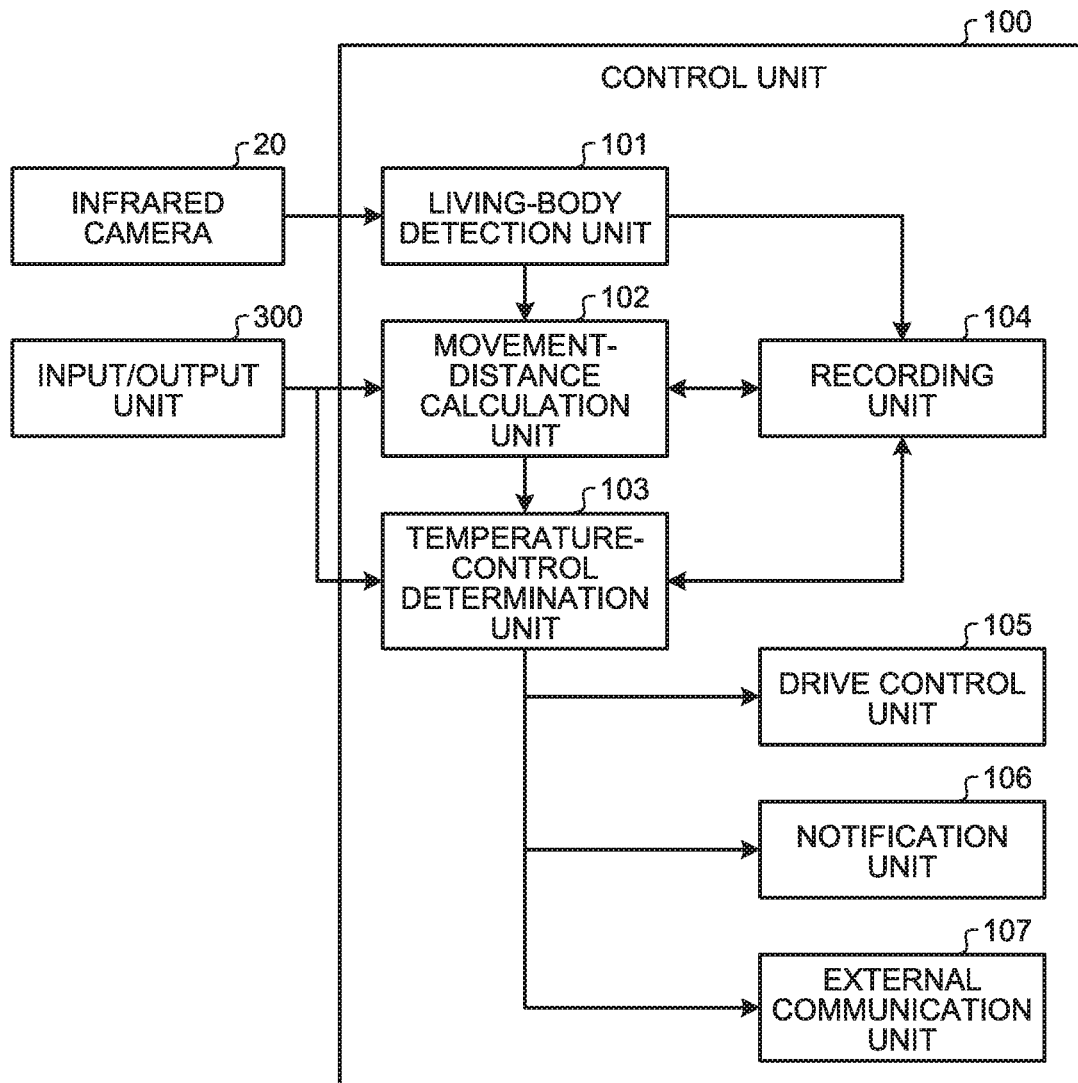 100
CONTROL UNIT
20
INFRARED
CAMERA
101
LIVING-BODY
DETECTION UNIT
300
INPUT/OUTPUT
UNIT
102
MOVEMENT-
DISTANCE
CALCULATION
UNIT
104
RECORDING
UNIT
103
TEMPERATURE-
CONTROL
DETERMINATION
UNIT
105
DRIVE CONTROL
UNIT
106
NOTIFICATION
UNIT
107
EXTERNAL
COMMUNICATION
UNIT